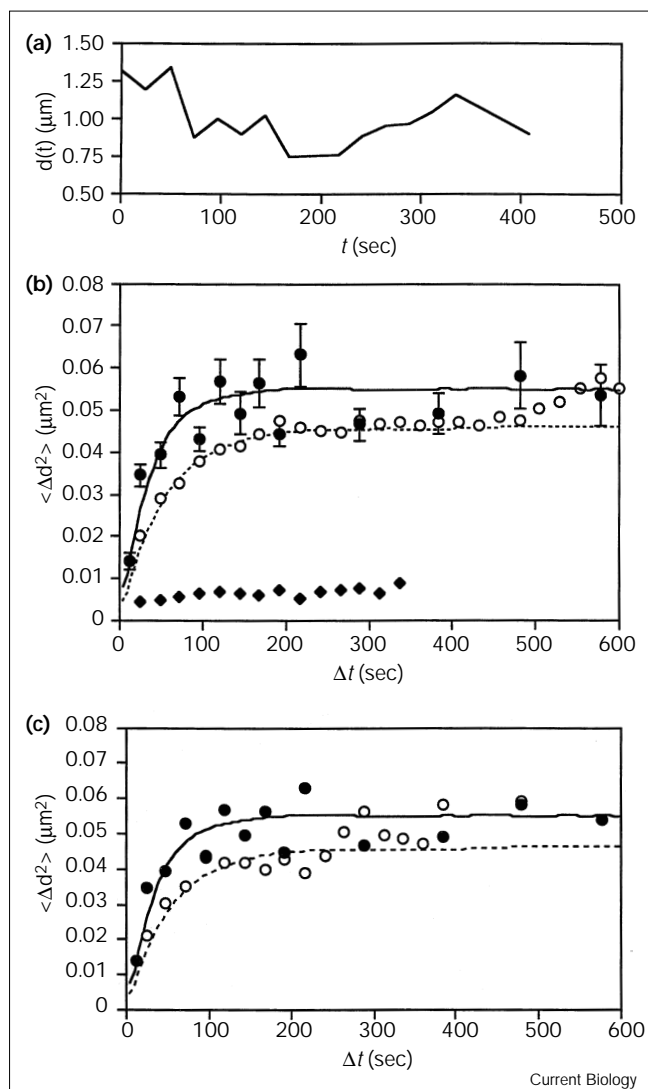 (a)
1.50
1.25
1.00
0.75
0.50
d(t) (μm)
0 100 200 300 400 500
t (sec)
(b)
0.08
0.07
0.06
0.05
0.04
0.03
0.02
0.01
0
<Δd²> (μm²)
0 100 200 300 400 500 600
Δt (sec)
(c)
0.08
0.07
0.06
0.05
0.04
0.03
0.02
0.01
0
<Δd²> (μm²)
0 100 200 300 400 500 600
Δt (sec)
Current Biology